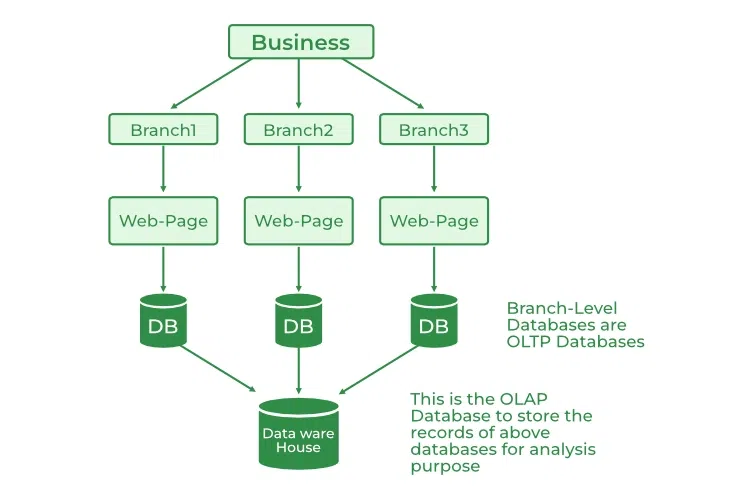 Business
Branch1
Branch2
Branch3
Web-Page
Web-Page
Web-Page
DB
DB
DB
Branch-Level
Databases are
OLTP Databases
Data ware
House
This is the OLAP
Database to store the
records of above
databases for analysis
purpose